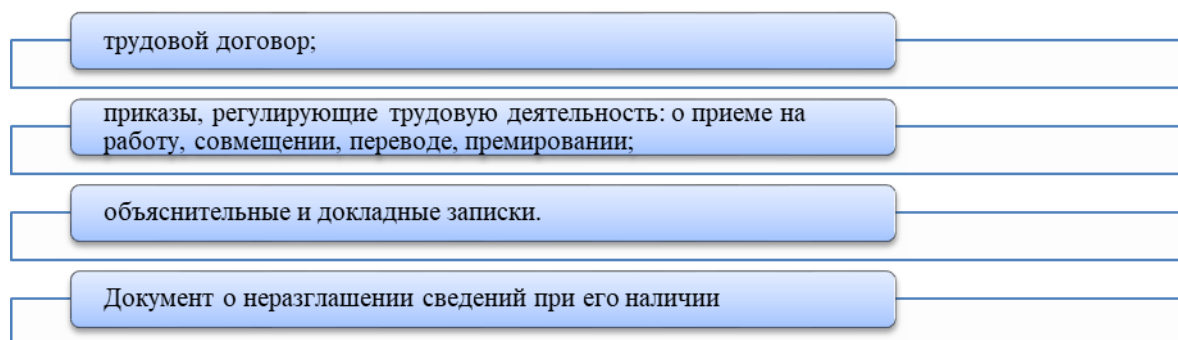 трудовой договор;
приказы, регулирующие трудовую деятельность: о приеме на
работу, совмещении, переводе, премировании;
объяснительные и докладные записки.
Документ о неразглашении сведений при его наличии